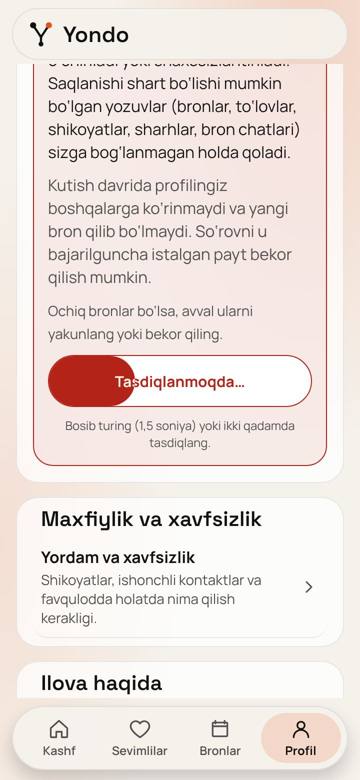 Yondo
Saqlanishi shart bo‘lishi mumkin
bo‘lgan yozuvlar (bronlar, to‘lovlar,
shikoyatlar, sharhlar, bron chatlari)
sizga bog‘lanmagan holda qoladi.
Kutish davrida profilingiz
boshqalarga ko‘rinmaydi va yangi
bron qilib bo‘lmaydi. So‘rovni u
bajarilguncha istalgan payt bekor
qilish mumkin.
Ochiq bronlar bo‘lsa, avval ularni
yakunlang yoki bekor qiling.
Tasdiqlanmoqda…
Bosib turing (1,5 soniya) yoki ikki qadamda
tasdiqlang.
Maxfiylik va xavfsizlik
Yordam va xavfsizlik
Shikoyatlar, ishonchli kontaktlar va
favqulodda holatda nima qilish
kerakligi.
Ilova haqida
Kashf
Sevimlilar
Bronlar
Profil